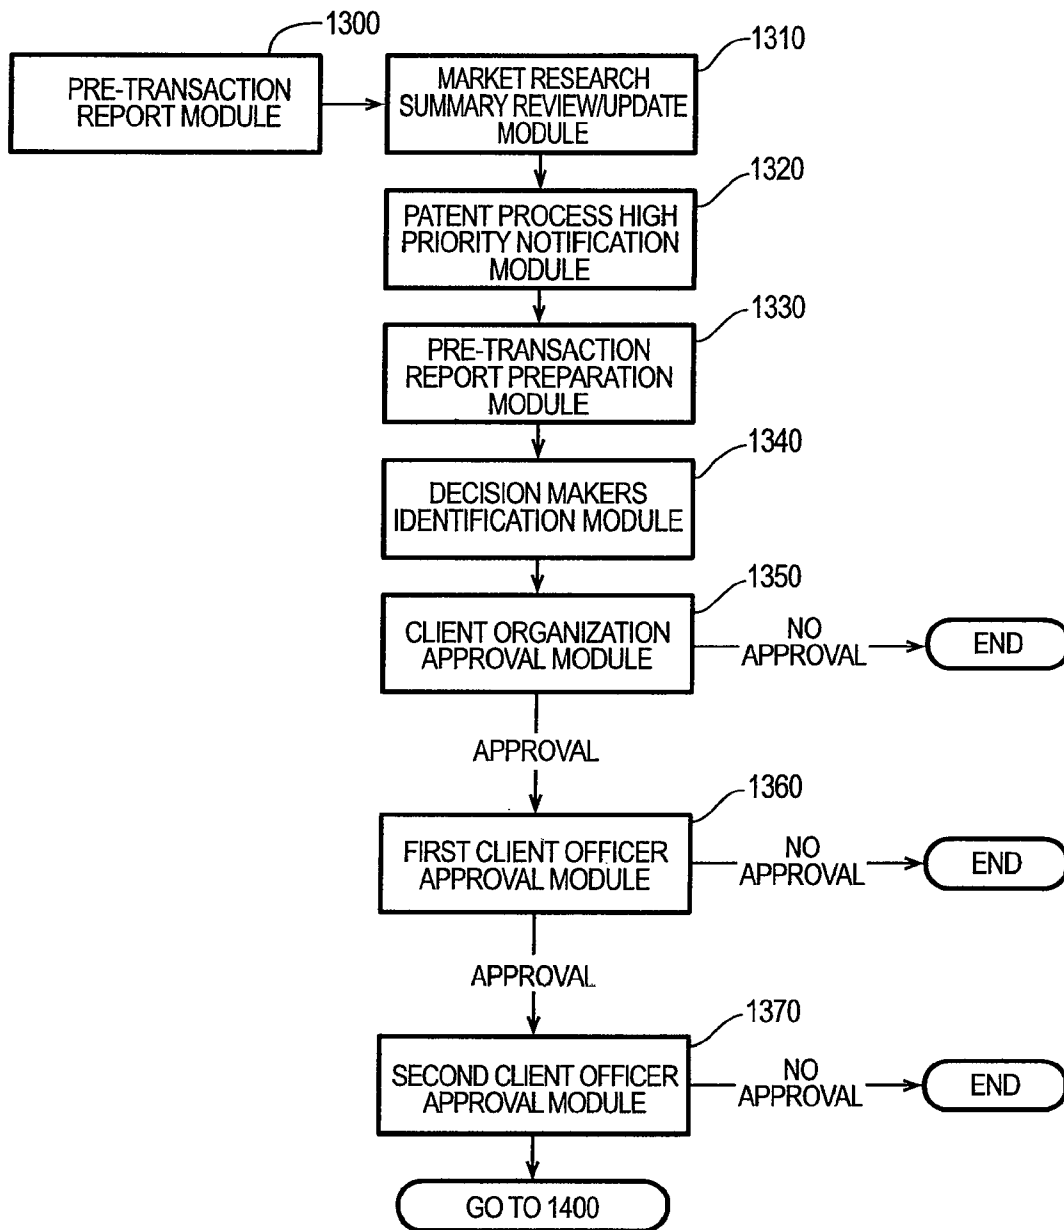 1300
PRE-TRANSACTION
REPORT MODULE
1310
MARKET RESEARCH
SUMMARY REVIEW/UPDATE
MODULE
1320
PATENT PROCESS HIGH
PRIORITY NOTIFICATION
MODULE
1330
PRE-TRANSACTION
REPORT PREPARATION
MODULE
1340
DECISION MAKERS
IDENTIFICATION MODULE
1350
CLIENT ORGANIZATION
APPROVAL MODULE
NO
APPROVAL
END
APPROVAL
1360
FIRST CLIENT OFFICER
APPROVAL MODULE
NO
APPROVAL
END
APPROVAL
1370
SECOND CLIENT OFFICER
APPROVAL MODULE
NO
APPROVAL
END
GO TO 1400